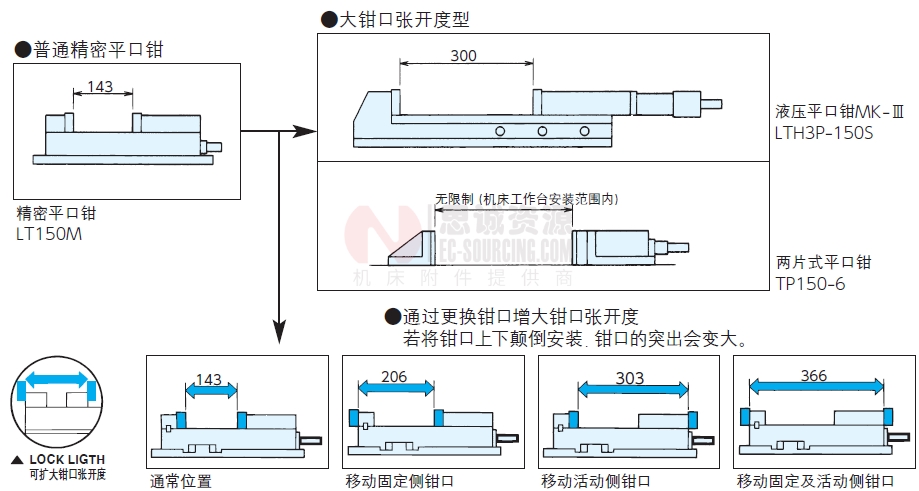 ●普通精密平口钳
143
精密平口钳
LT150M
●大钳口张开度型
300
液压平口钳MK-Ⅲ
LTH3P-150S
无限制 (机床工作台安装范围内)
两片式平口钳
TP150-6
恩诚资源
EC-SOURCING.COM
机床附件提供商
●通过更换钳口增大钳口张开度
若将钳口上下颠倒安装, 钳口的突出会变大。
▲ LOCK LIGTH
可扩大钳口张开度
143
通常位置
206
移动固定侧钳口
303
移动活动侧钳口
366
移动固定及活动侧钳口